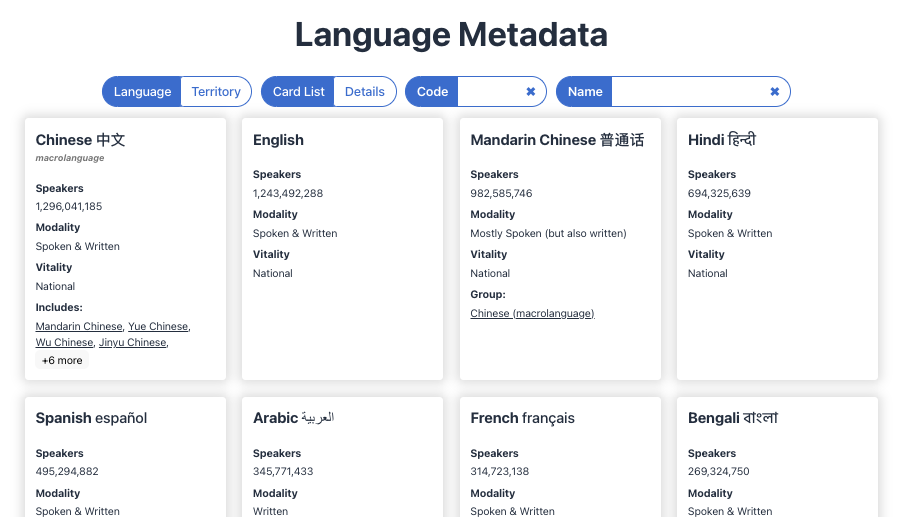 Language Metadata
Language Territory Card List Details Code ✖ Name ✖
Chinese 中文
macrolanguage
Speakers
1,296,041,185
Modality
Spoken & Written
Vitality
National
Includes:
Mandarin Chinese, Yue Chinese,
Wu Chinese, Jinyu Chinese,
+6 more
English
Speakers
1,243,492,288
Modality
Spoken & Written
Vitality
National
Mandarin Chinese 普通话
Speakers
982,585,746
Modality
Mostly Spoken (but also written)
Vitality
National
Group:
Chinese (macrolanguage)
Hindi हिन्दी
Speakers
694,325,639
Modality
Spoken & Written
Vitality
National
Spanish español
Speakers
495,294,882
Modality
Spoken & Written
Arabic العربية
Speakers
345,771,433
Modality
Written
French français
Speakers
314,723,138
Modality
Spoken & Written
Bengali বাংলা
Speakers
269,324,750
Modality
Spoken & Written